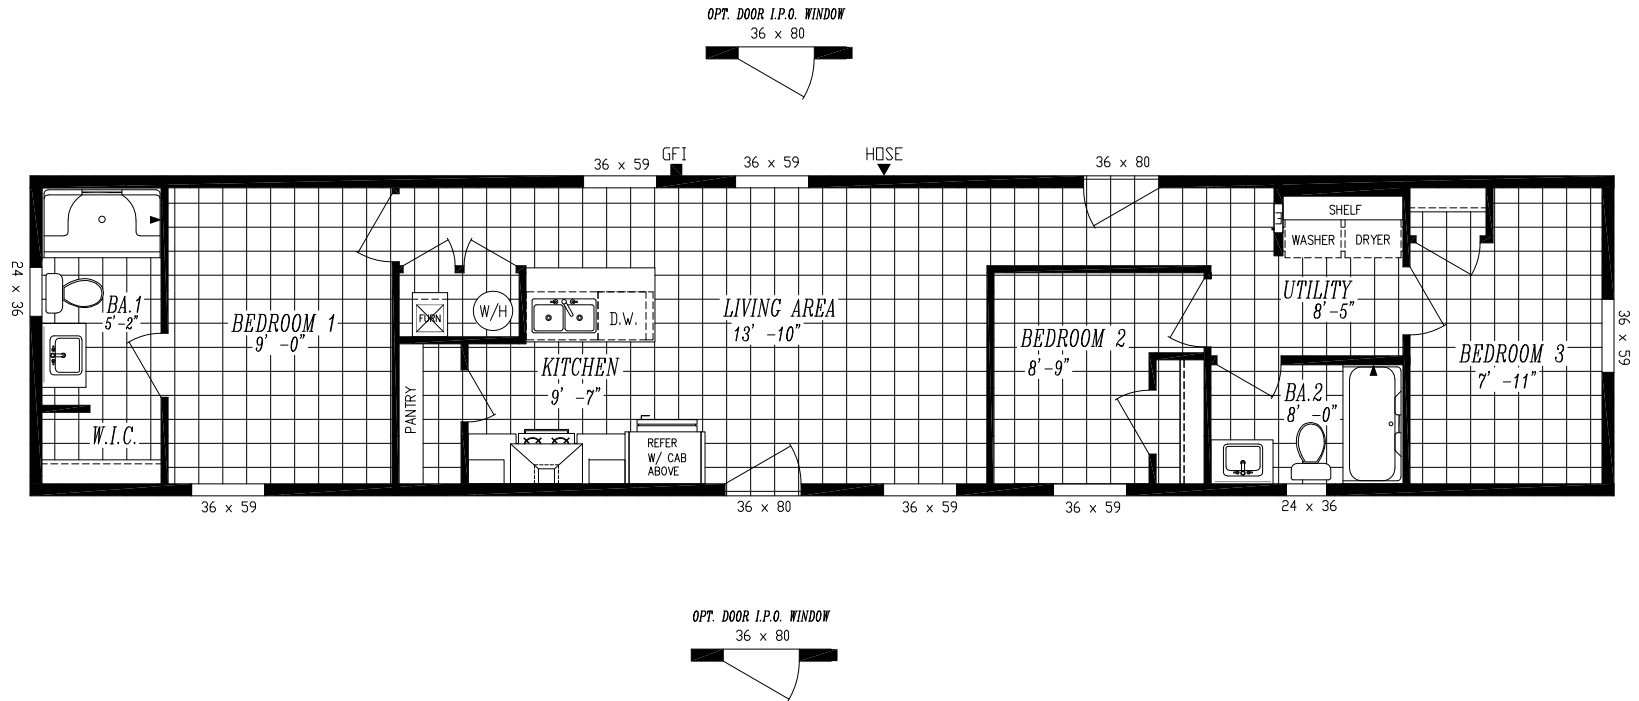 OPT. DOOR I.P.O. WINDOW
36 x 80
36 x 59
GFI
36 x 59
HOSE
36 x 80
24 x 36
BA.1
5'-2"
W.I.C.
BEDROOM 1
9' -0"
FURN
W/H
D.W.
PANTRY
KITCHEN
9' -7"
REFER
W/ CAB
ABOVE
LIVING AREA
13' -10"
BEDROOM 2
8'-9"
SHELF
WASHER
DRYER
UTILITY
8'-5"
BA.2
8' -0"
BEDROOM 3
7' -11"
36 x 59
36 x 59
36 x 80
36 x 59
36 x 59
24 x 36
OPT. DOOR I.P.O. WINDOW
36 x 80